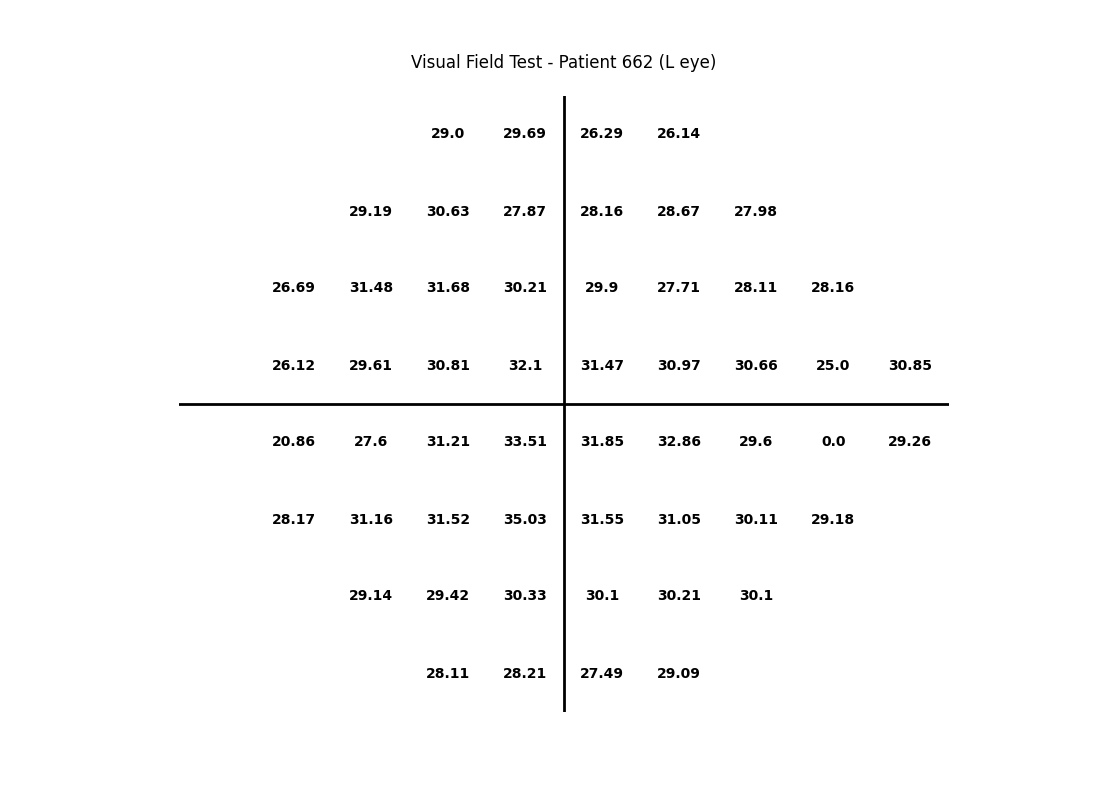 Visual Field Test - Patient 662 (L eye)
29.0 29.69 26.29 26.14
29.19 30.63 27.87 28.16 28.67 27.98
26.69 31.48 31.68 30.21 29.9 27.71 28.11 28.16
26.12 29.61 30.81 32.1 31.47 30.97 30.66 25.0 30.85
20.86 27.6 31.21 33.51 31.85 32.86 29.6 0.0 29.26
28.17 31.16 31.52 35.03 31.55 31.05 30.11 29.18
29.14 29.42 30.33 30.1 30.21 30.1
28.11 28.21 27.49 29.09